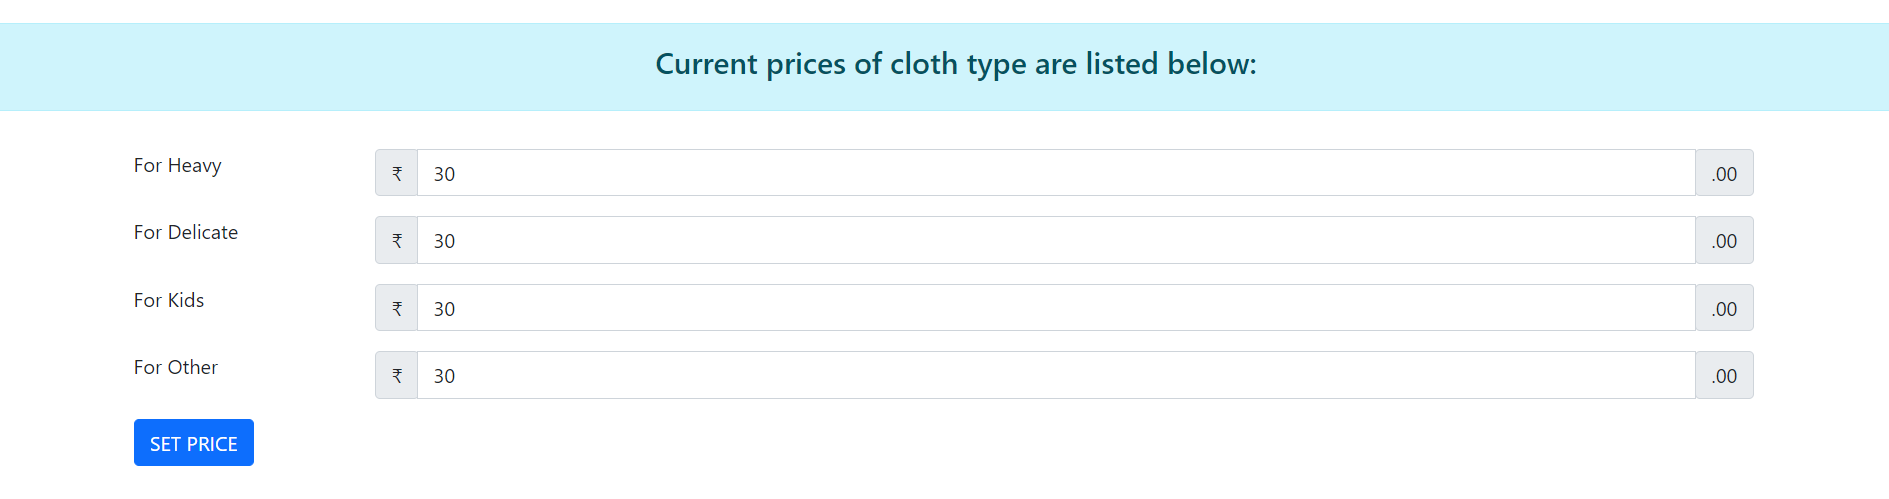 Current prices of cloth type are listed below:
For Heavy ₹ 30 .00
For Delicate ₹ 30 .00
For Kids ₹ 30 .00
For Other ₹ 30 .00
SET PRICE